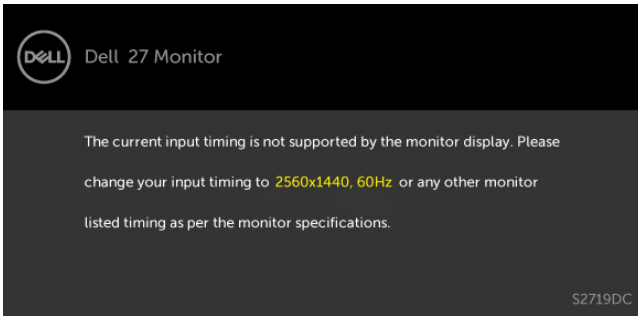 DELL
Dell 27 Monitor
The current input timing is not supported by the monitor display. Please
change your input timing to 2560x1440, 60Hz or any other monitor
listed timing as per the monitor specifications.
S2719DC